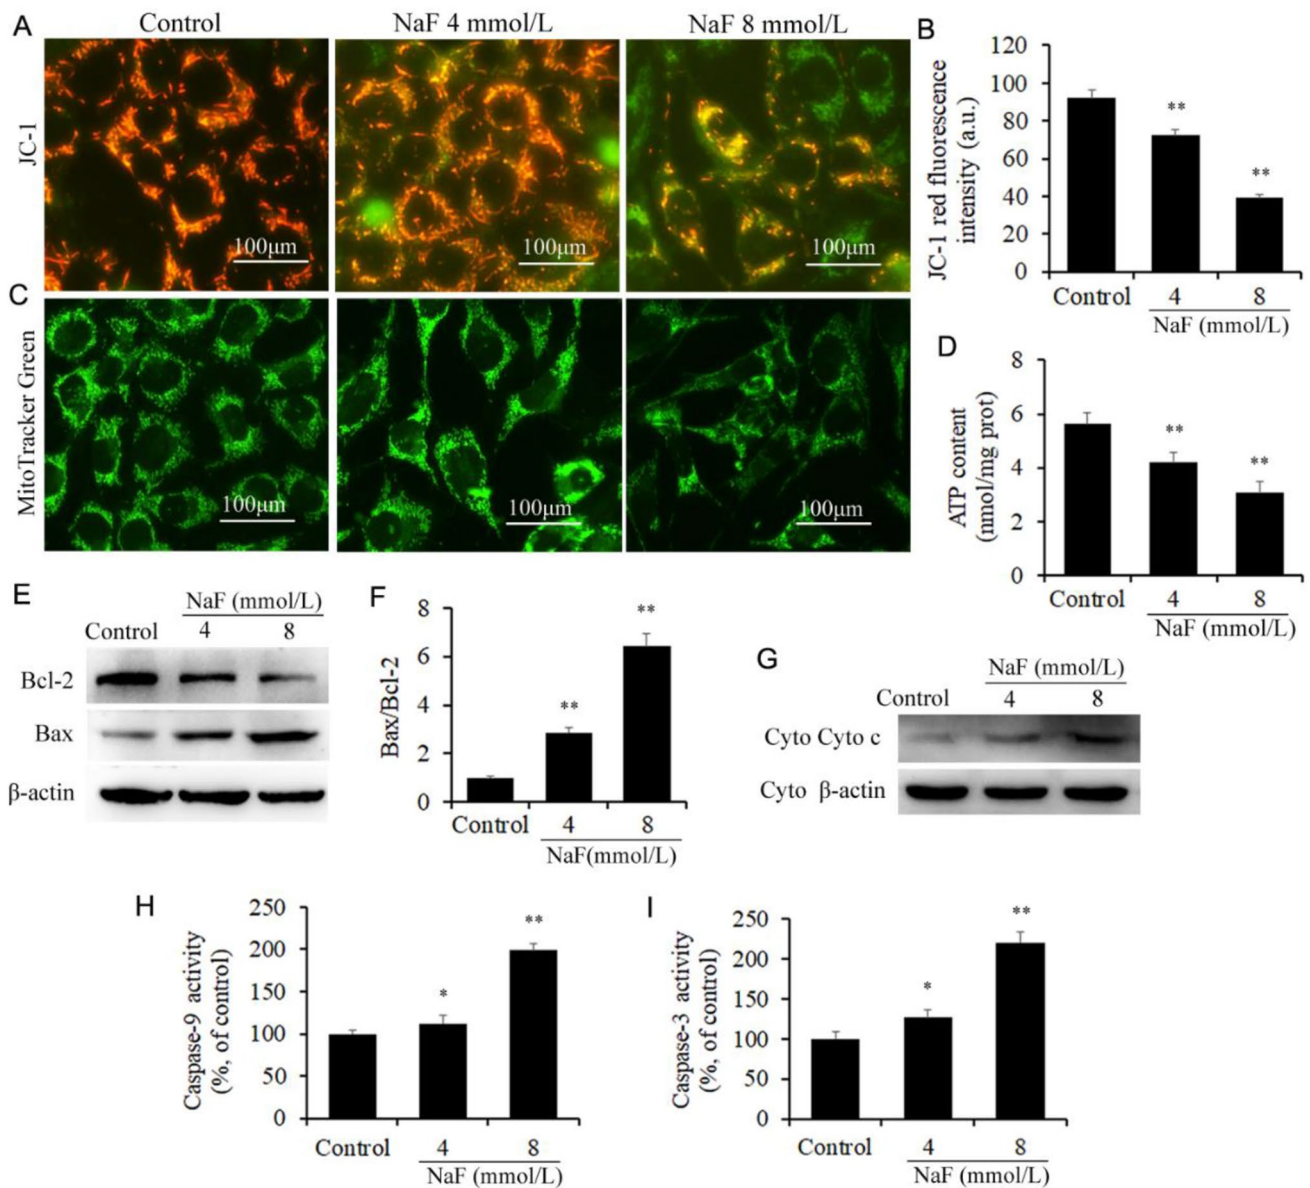 A
Control
NaF 4 mmol/L
NaF 8 mmol/L
JC-1
100μm
100μm
100μm
B
JC-1 red fluorescence
intensity (a.u.)
120
100
80
60
40
20
0
**
**
Control
4
8
NaF (mmol/L)
C
MitoTracker Green
100μm
100μm
100μm
D
ATP content
(nmol/mg prot)
8
6
4
2
0
**
**
Control
4
8
NaF (mmol/L)
E
NaF (mmol/L)
Control
4
8
Bcl-2
Bax
β-actin
F
Bax/Bcl-2
8
6
4
2
0
**
**
Control
4
8
NaF(mmol/L)
G
NaF (mmol/L)
Control
4
8
Cyto Cyto c
Cyto β-actin
H
Caspase-9 activity
(%, of control)
250
200
150
100
50
0
*
**
Control
4
8
NaF (mmol/L)
I
Caspase-3 activity
(%, of control)
250
200
150
100
50
0
*
**
Control
4
8
NaF (mmol/L)